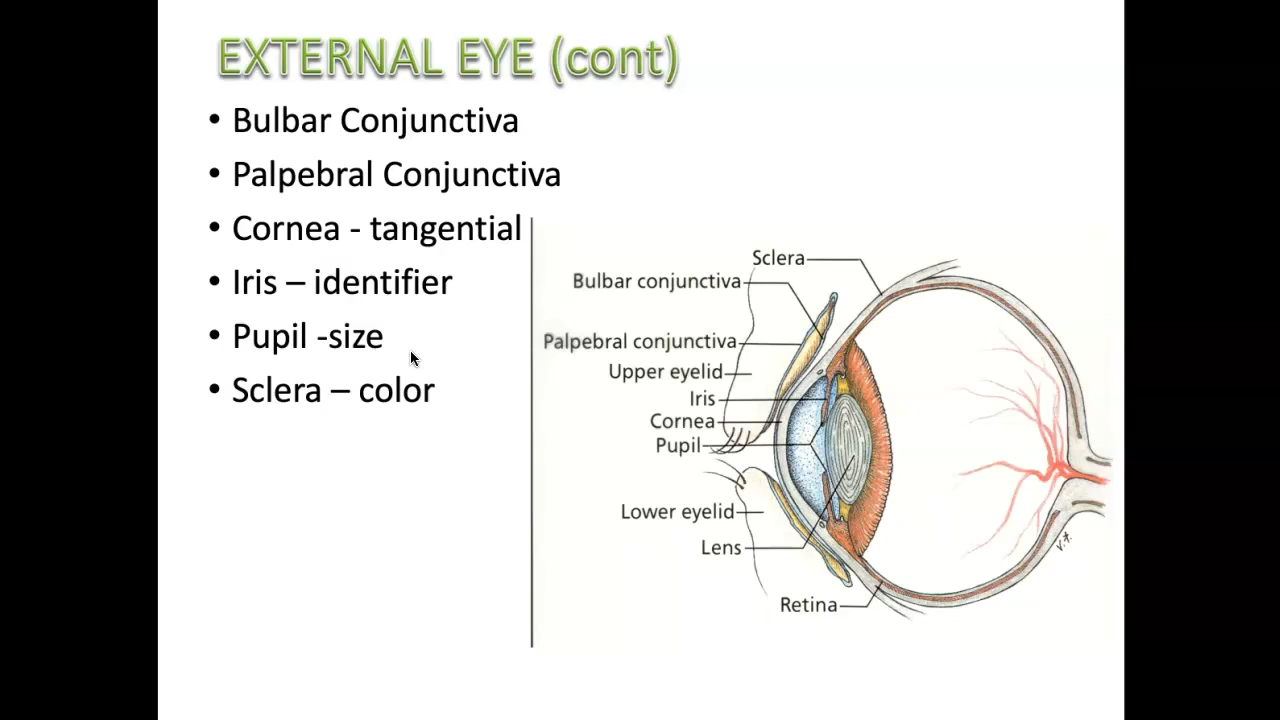 EXTERNAL EYE (cont)
• Bulbar Conjunctiva
• Palpebral Conjunctiva
• Cornea - tangential
• Iris – identifier
• Pupil -size
• Sclera – color
Sclera
Bulbar conjunctiva
Palpebral conjunctiva
Upper eyelid
Iris
Cornea
Pupil
Lower eyelid
Lens
Retina